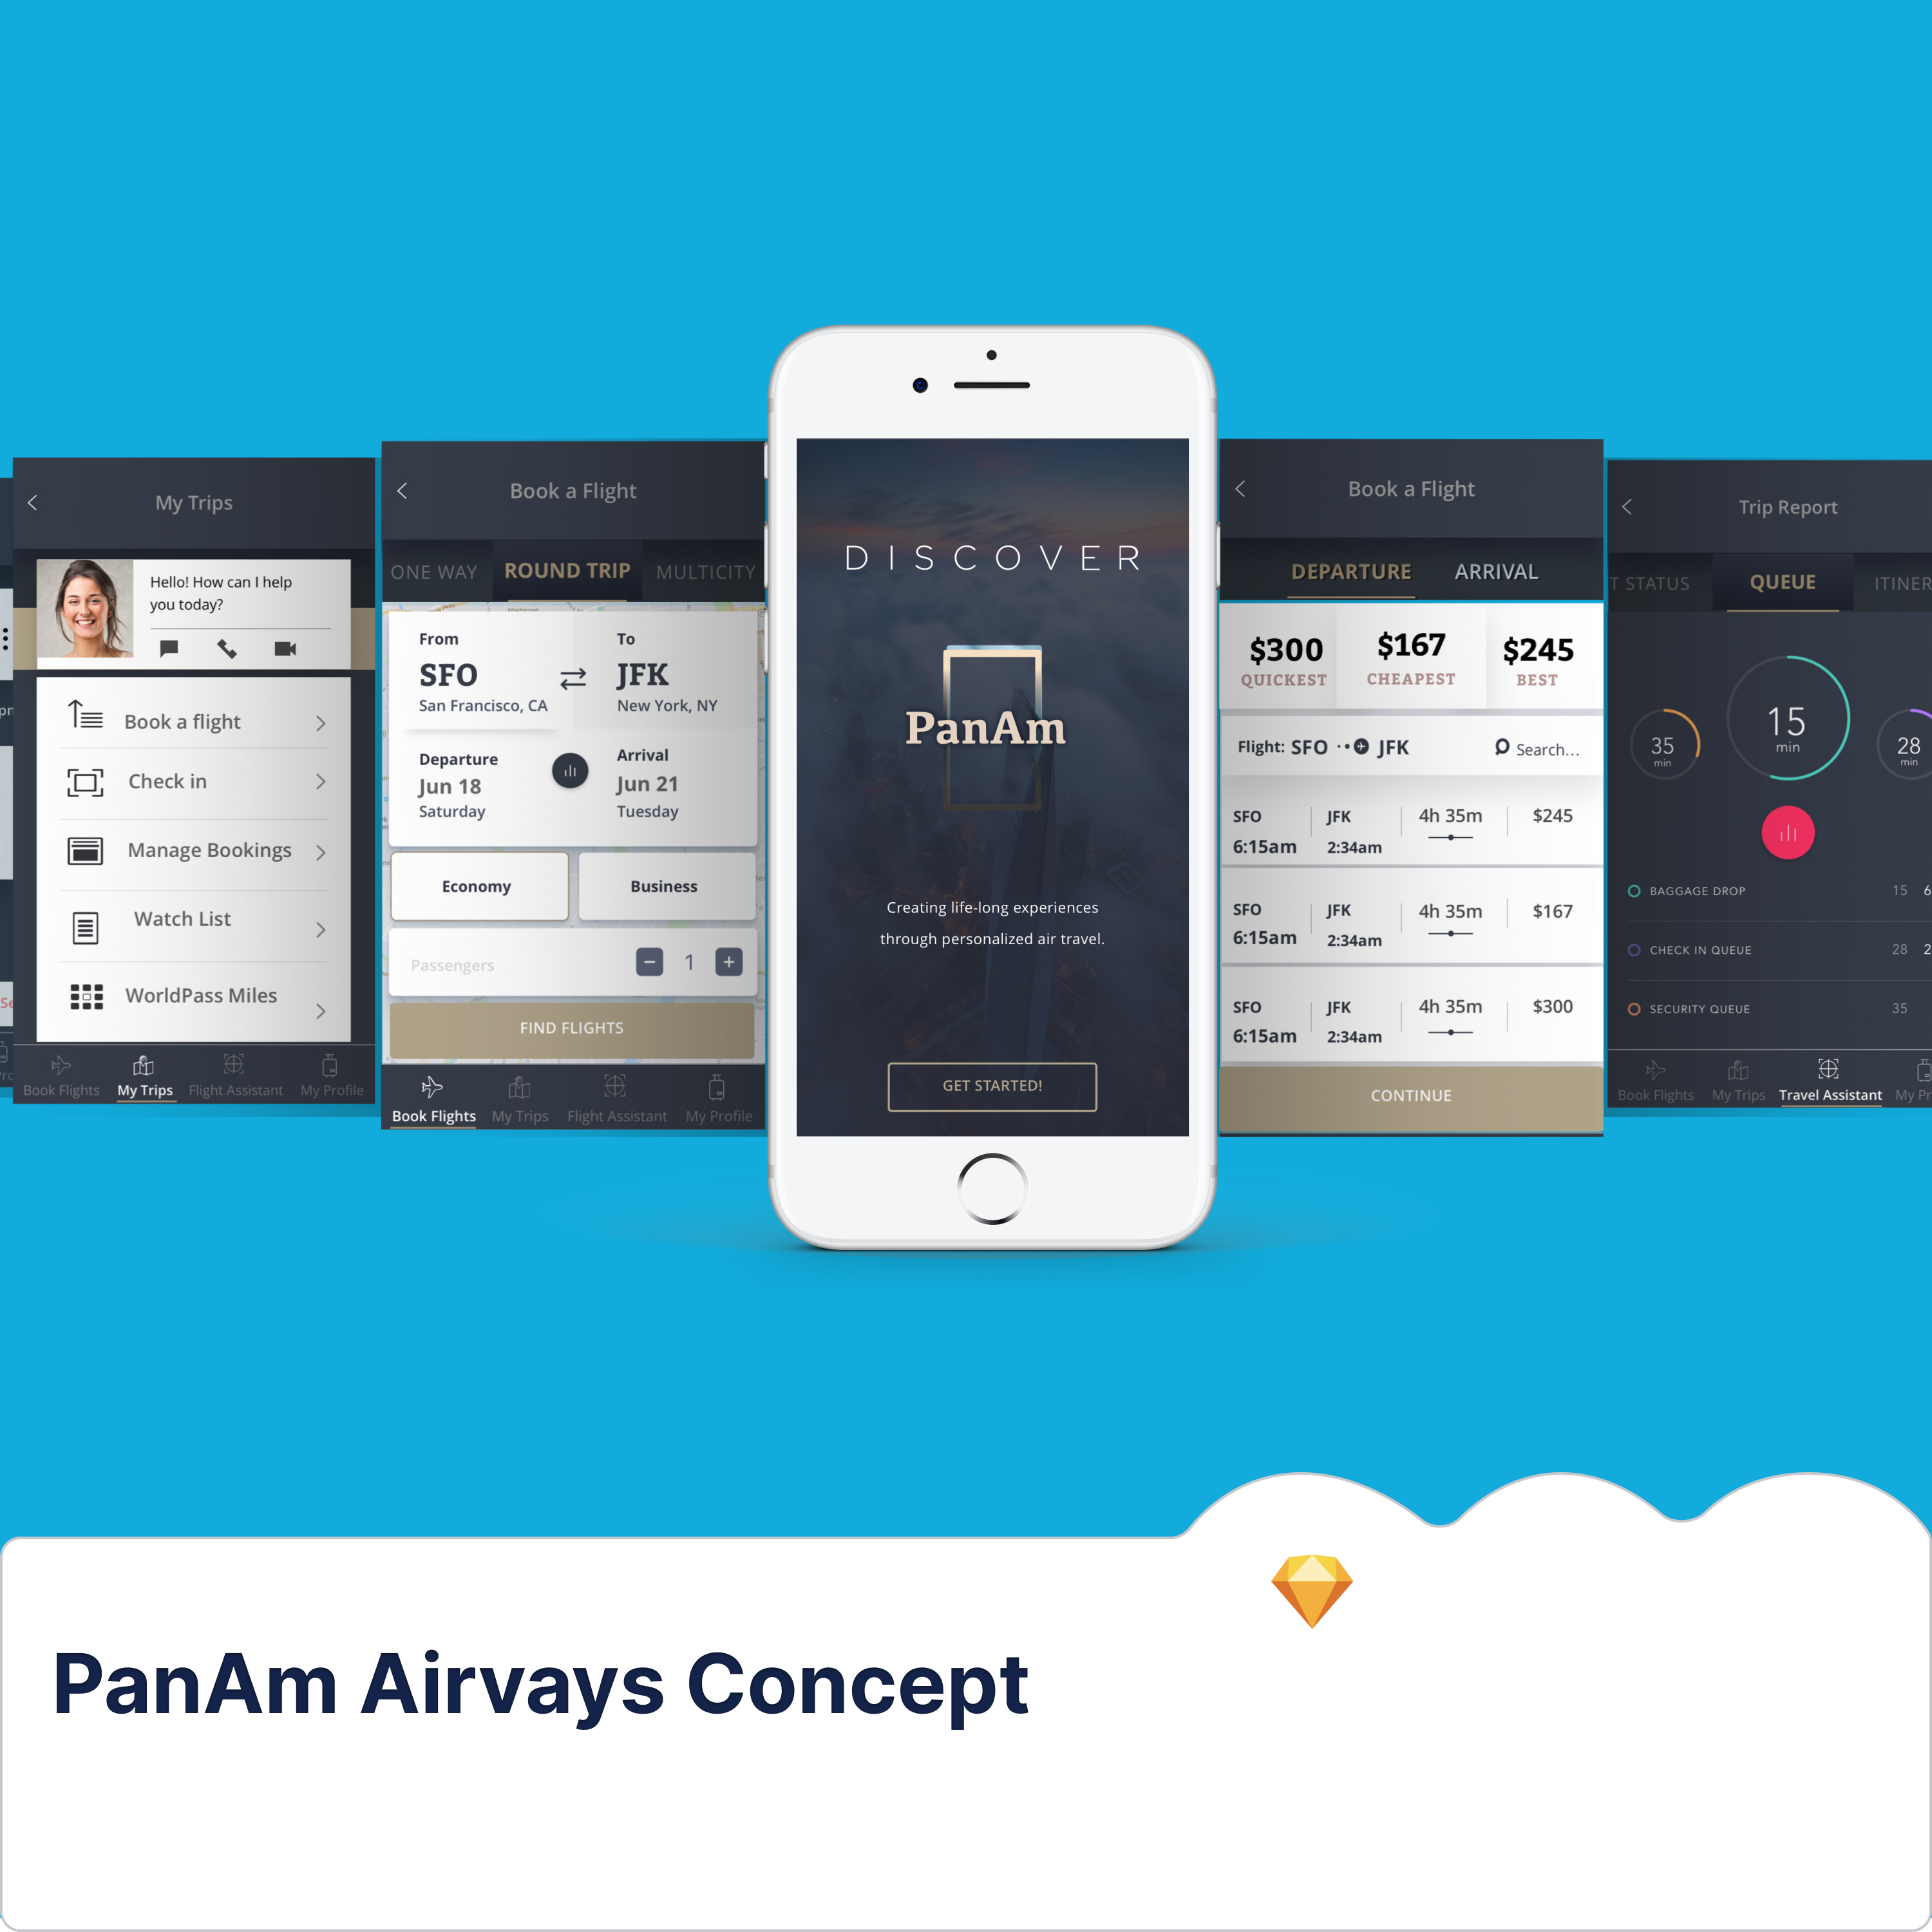 My Trips
Hello! How can I help
you today?
Book a flight
Check in
Manage Bookings
Watch List
WorldPass Miles
Book Flights
My Trips
Flight Assistant
My Profile
Book a Flight
ONE WAY
ROUND TRIP
MULTICITY
From
To
SFO
JFK
San Francisco, CA
New York, NY
Departure
Arrival
Jun 18
Jun 21
Saturday
Tuesday
Economy
Business
Passengers
1
FIND FLIGHTS
Book Flights
My Trips
Flight Assistant
My Profile
DISCOVER
PanAm
Creating life-long experiences
through personalized air travel.
GET STARTED!
Book a Flight
DEPARTURE
ARRIVAL
$300
$167
$245
QUICKEST
CHEAPEST
BEST
Flight: SFO JFK
Search...
SFO JFK 4h 35m $245
6:15am 2:34am
SFO JFK 4h 35m $167
6:15am 2:34am
SFO JFK 4h 35m $300
6:15am 2:34am
CONTINUE
Trip Report
T STATUS
QUEUE
ITINER
35
min
15
min
28
min
BAGGAGE DROP 15 6
CHECK IN QUEUE 28 2
SECURITY QUEUE 35
Book Flights
My Trips
Travel Assistant
My Pr
PanAm Airvays Concept